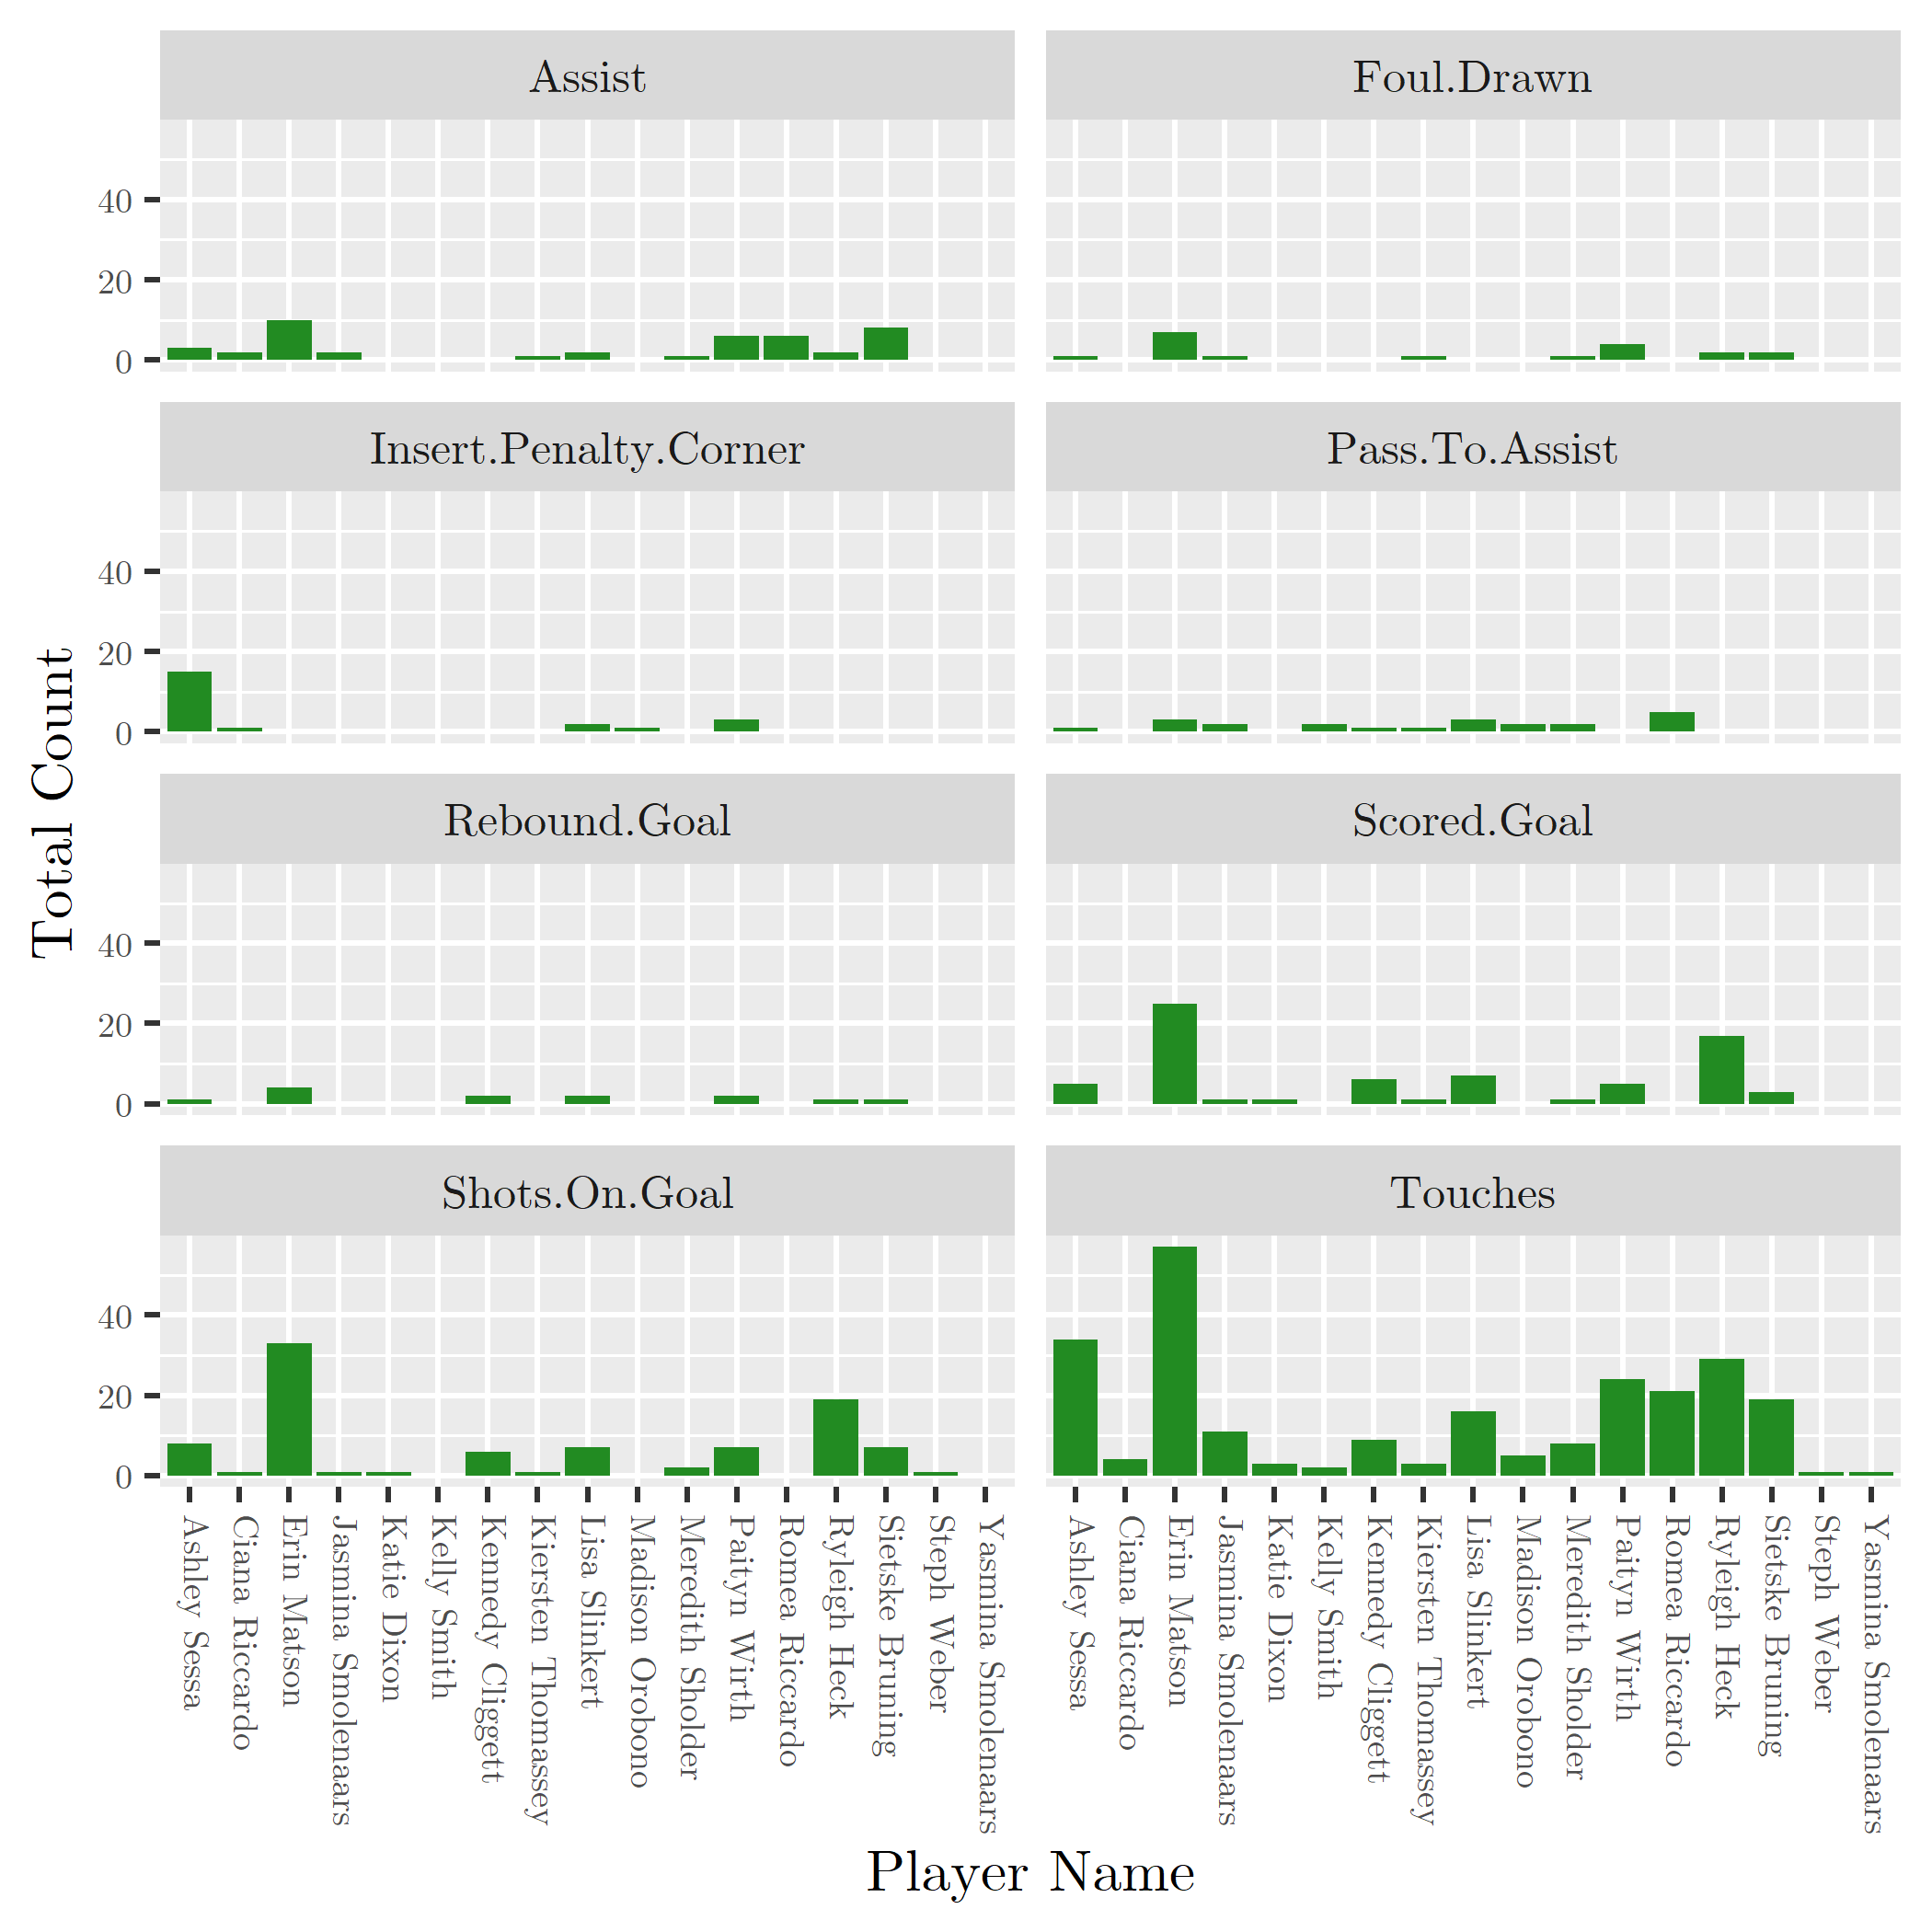 Assist
Foul.Drawn
40
20
0
Insert.Penalty.Corner
Pass.To.Assist
40
20
0
Total Count
Rebound.Goal
Scored.Goal
40
20
0
Shots.On.Goal
Touches
40
20
0
Ashley Sessa
Ciana Riccardo
Erin Matson
Jasmina Smolenaars
Katie Dixon
Kelly Smith
Kennedy Cliggett
Kiersten Thomassey
Lisa Slinkert
Madison Orobono
Meredith Sholder
Paityn Wirth
Romea Riccardo
Ryleigh Heck
Sietske Bruning
Steph Weber
Yasmina Smolenaars
Ashley Sessa
Ciana Riccardo
Erin Matson
Jasmina Smolenaars
Katie Dixon
Kelly Smith
Kennedy Cliggett
Kiersten Thomassey
Lisa Slinkert
Madison Orobono
Meredith Sholder
Paityn Wirth
Romea Riccardo
Ryleigh Heck
Sietske Bruning
Steph Weber
Yasmina Smolenaars
Player Name